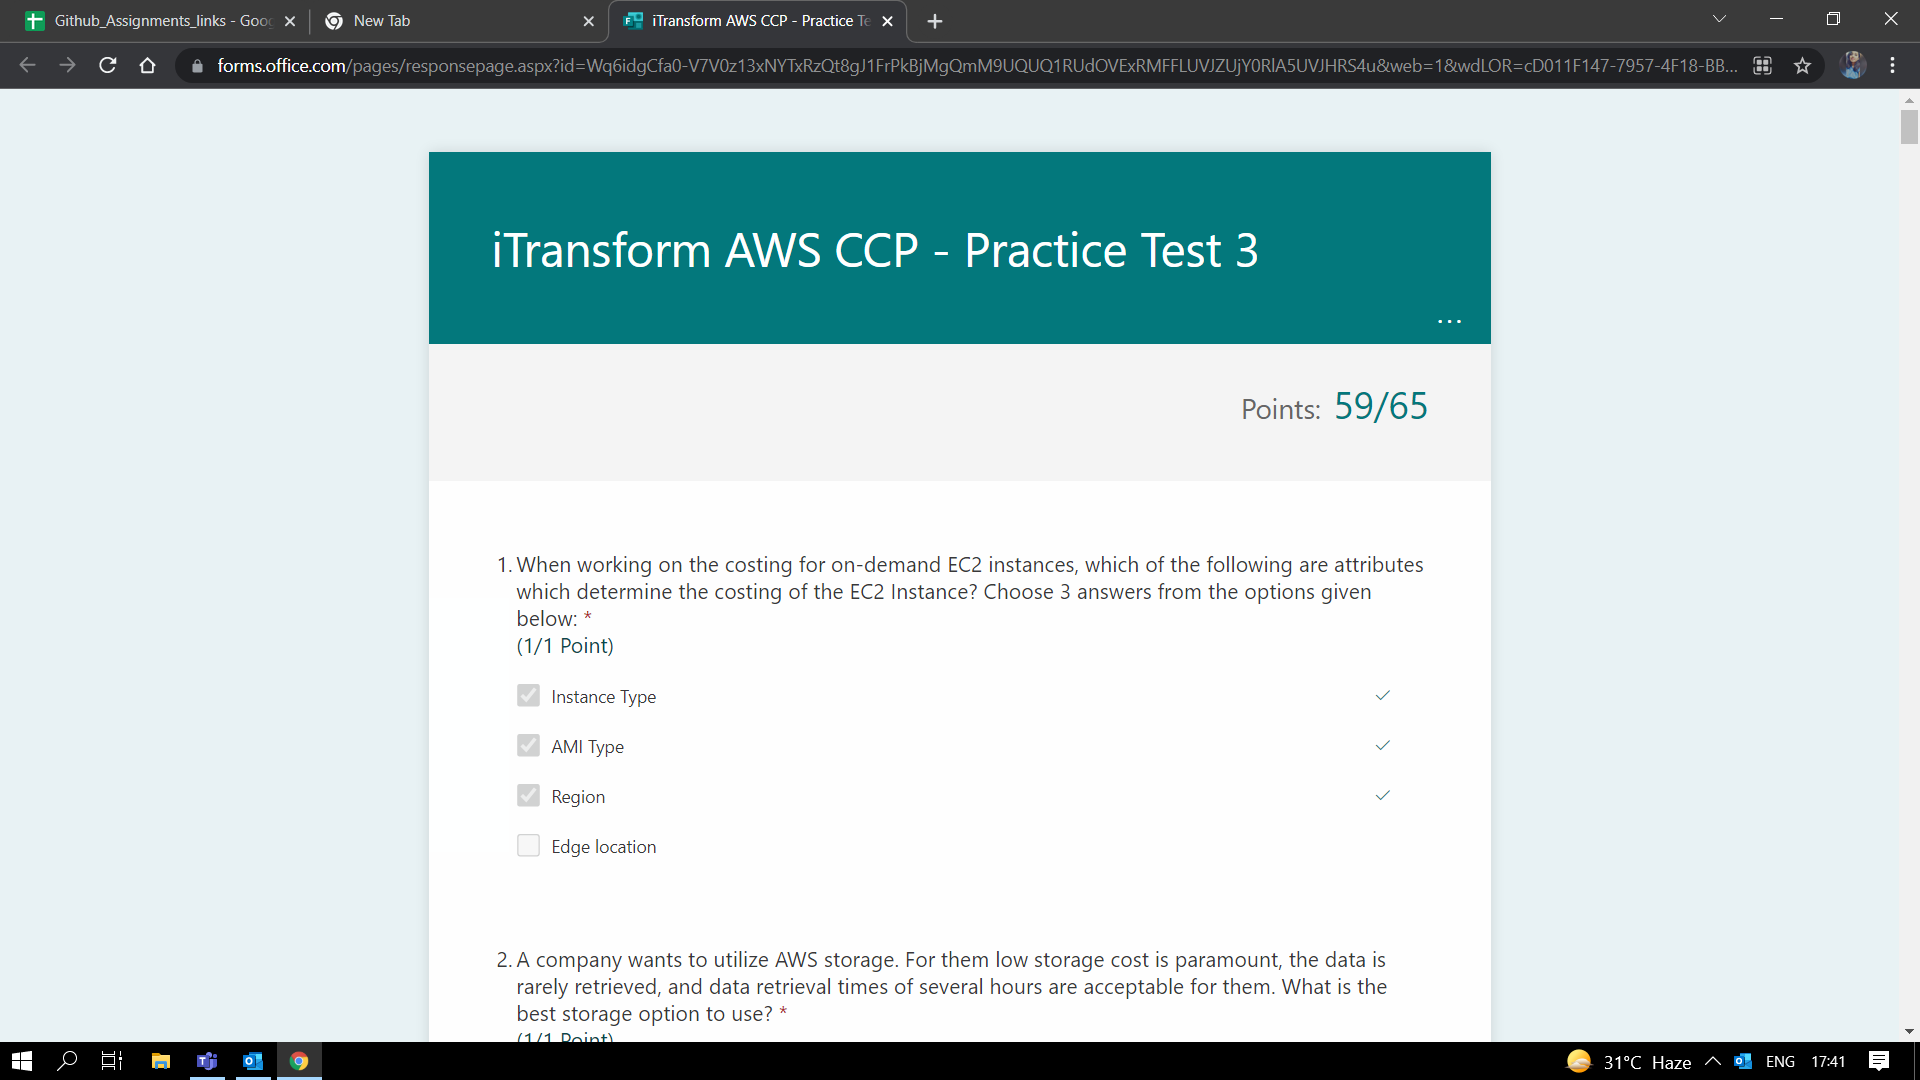 Github_Assignments_links - Goo
New Tab
iTransform AWS CCP - Practice Te
forms.office.com/pages/responsepage.aspx?id=Wq6idgCfa0-V7V0z13xNYTxRzQt8gJ1FrPkBjMgQmM9UQUQ1RUdOVExRMFFLUVJZUjY0RlA5UVJHRS4u&web=1&wdLOR=cD011F147-7957-4F18-BB...
iTransform AWS CCP - Practice Test 3
...
Points: 59/65
1. When working on the costing for on-demand EC2 instances, which of the following are attributes
which determine the costing of the EC2 Instance? Choose 3 answers from the options given
below: *
(1/1 Point)
Instance Type
AMI Type
Region
Edge location
2. A company wants to utilize AWS storage. For them low storage cost is paramount, the data is
rarely retrieved, and data retrieval times of several hours are acceptable for them. What is the
best storage option to use? *
(1/1 Point)
31°C Haze
ENG
17:41